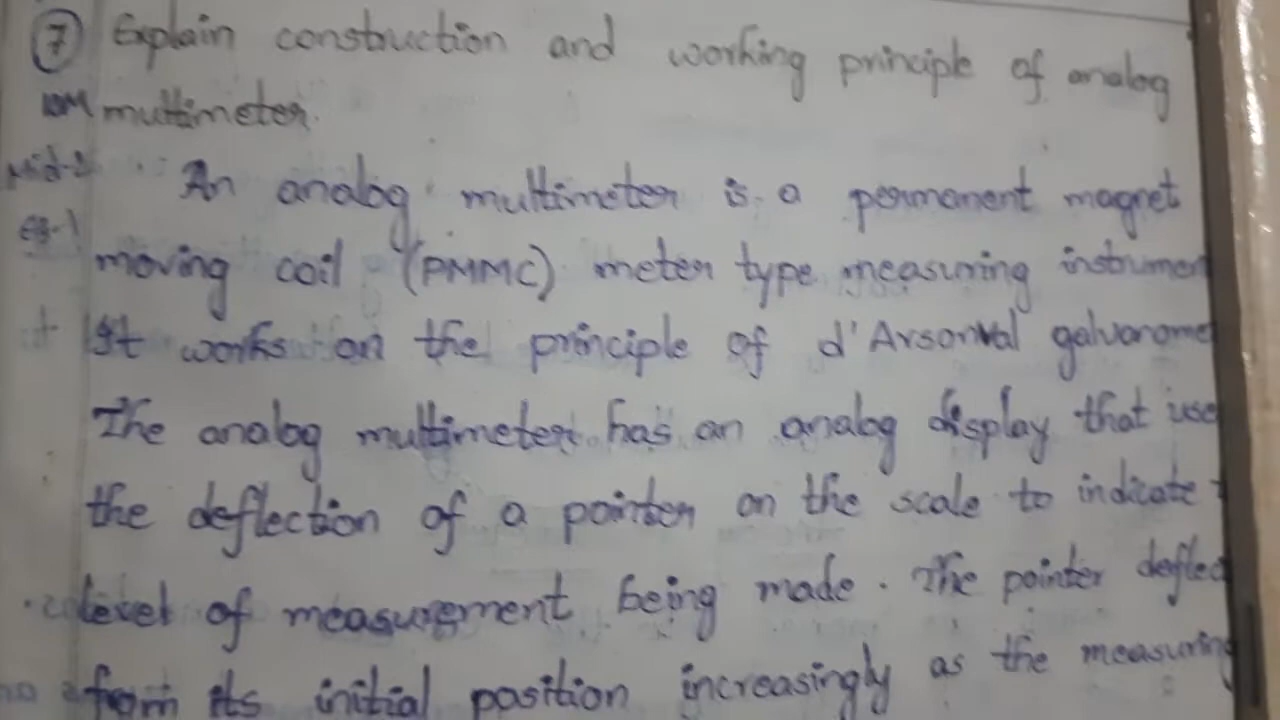 7 Explain construction and working principle of analog
10M multimeter.
Mid-2 An analog multimeter is a permanent magnet
moving coil (PMMC) meter type measuring instrumen
It works on the principle of d'Arsonval galvanome
The analog multimeter has an analog display that use
the deflection of a pointer on the scale to indicate
level of measurement being made. The pointer deflec
from its initial position increasingly as the measuring